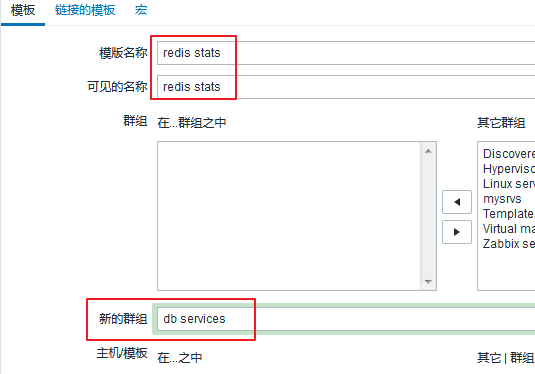 模板 链接的模板 宏
模版名称 redis stats
可见的名称 redis stats
群组 在...群组之中 其它群组
Discovere
Hyperviso
Linux serv
mysrvs
Templates
Virtual ma
Zabbix se
新的群组 db services
主机/模板 在...之中 其它 | 群组